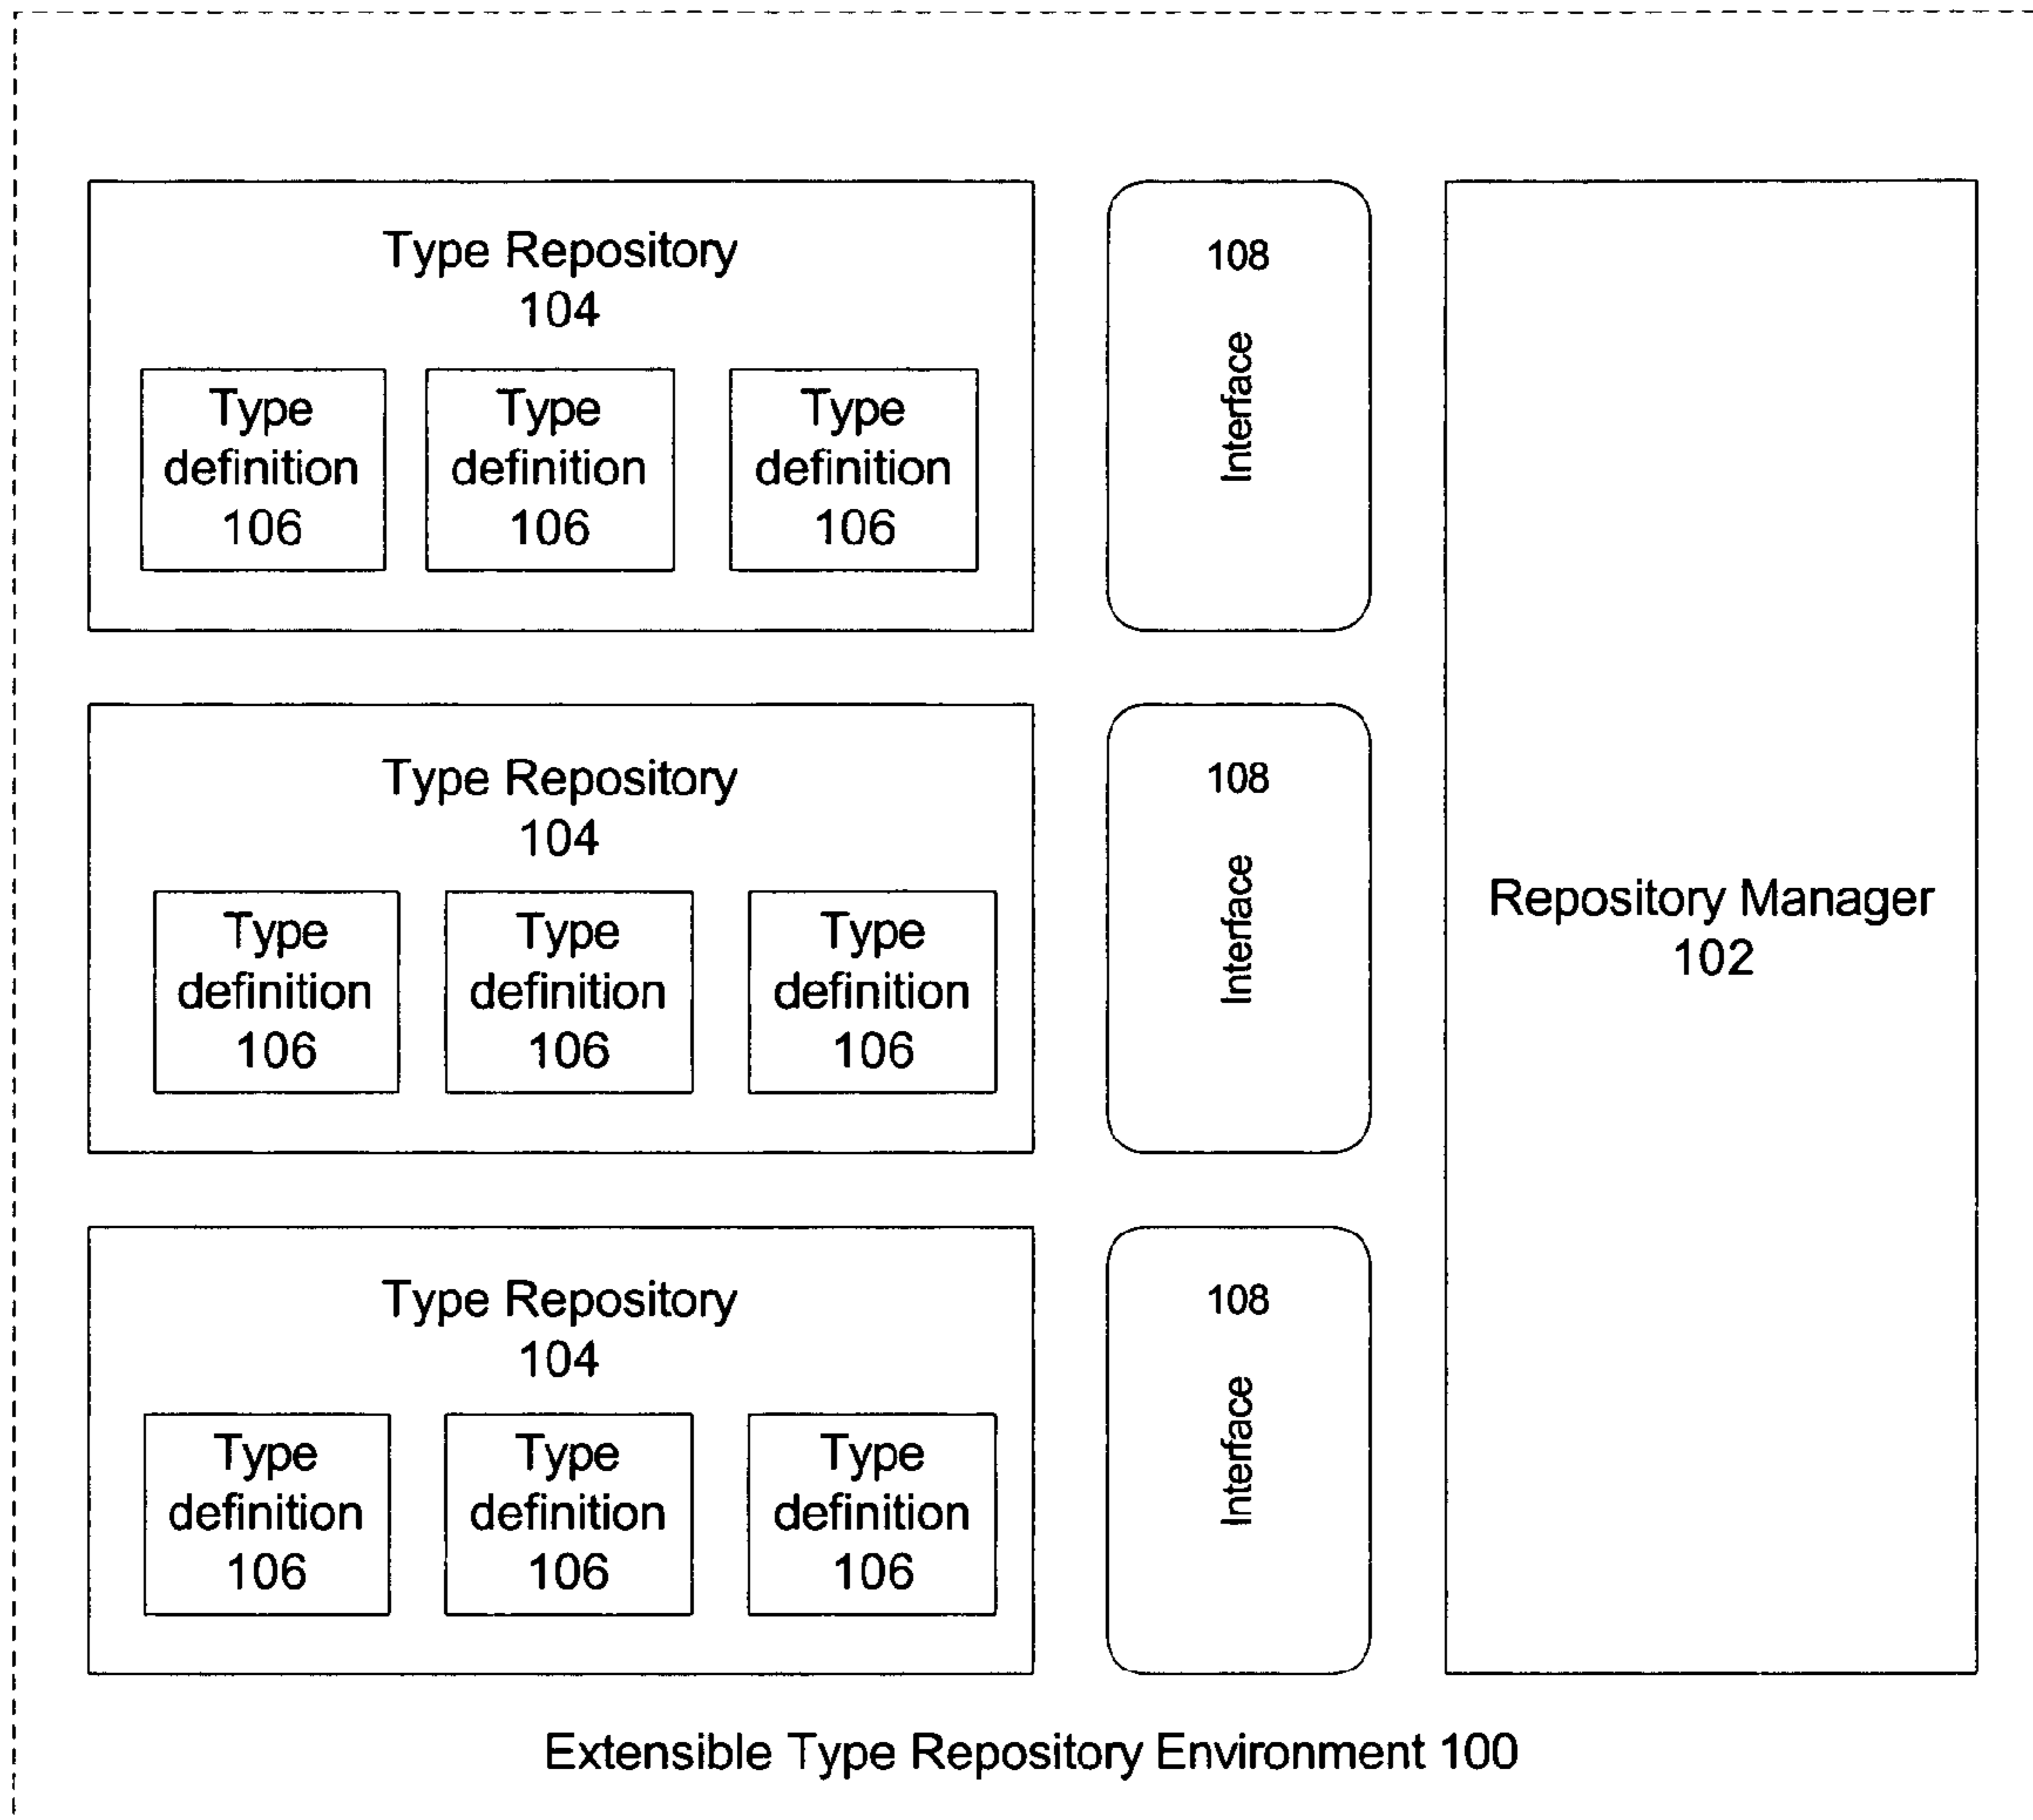 Type Repository
104
Type
definition
106
Type
definition
106
Type
definition
106
108
Interface
Type Repository
104
Type
definition
106
Type
definition
106
Type
definition
106
108
Interface
Type Repository
104
Type
definition
106
Type
definition
106
Type
definition
106
108
Interface
Repository Manager
102
Extensible Type Repository Environment 100